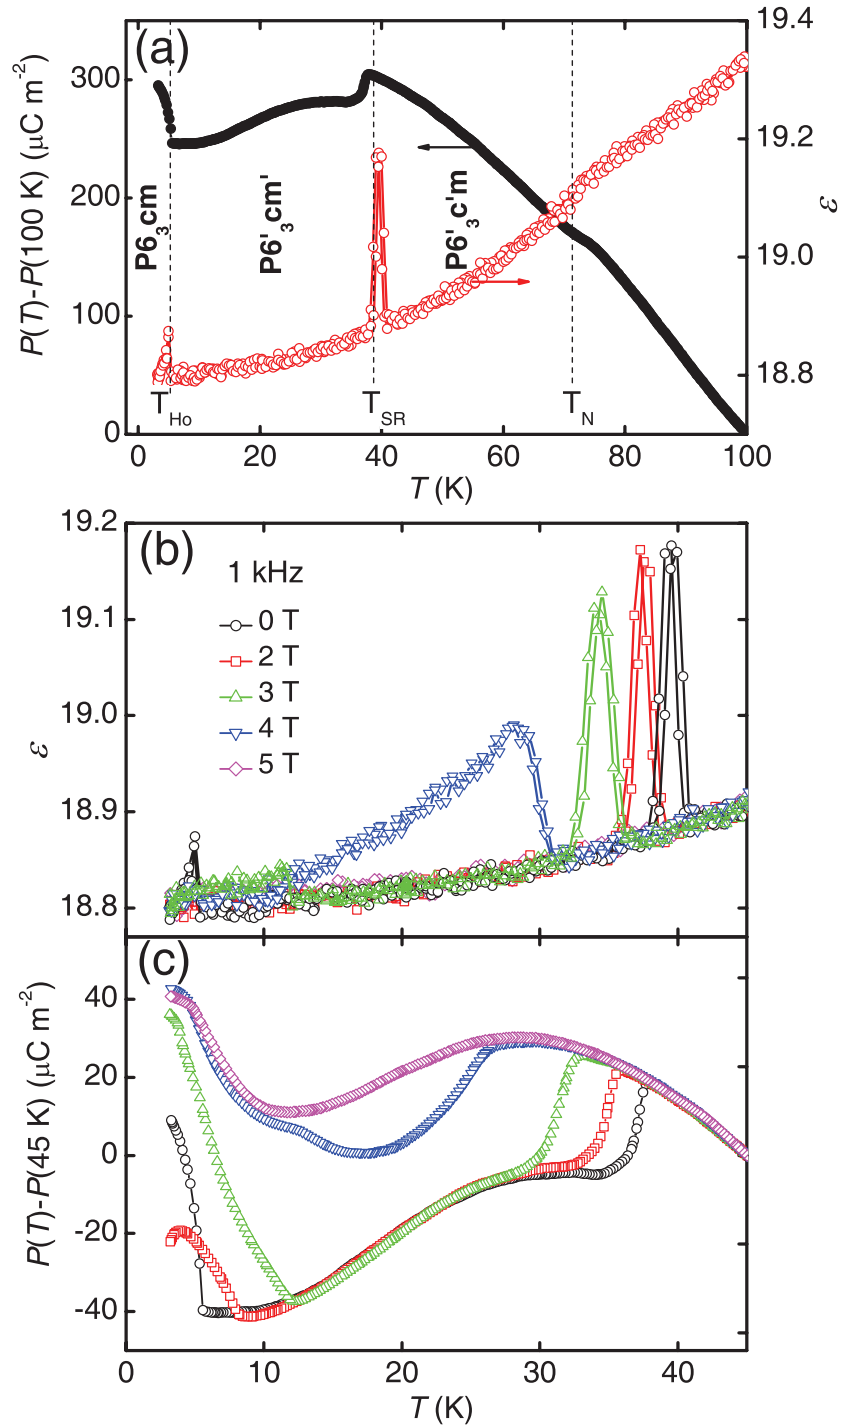 (a)
19.4
19.2
19.0
18.8
ε
300
200
100
0
P(T)-P(100 K) (μC m⁻²)
P6₃cm
P6'₃cm'
P6'₃c'm
T_Ho
T_SR
T_N
0 20 40 60 80 100
T (K)
(b)
19.2
19.1
19.0
18.9
18.8
ε
1 kHz
0 T
2 T
3 T
4 T
5 T
(c)
40
20
0
-20
-40
P(T)-P(45 K) (μC m⁻²)
0 10 20 30 40
T (K)